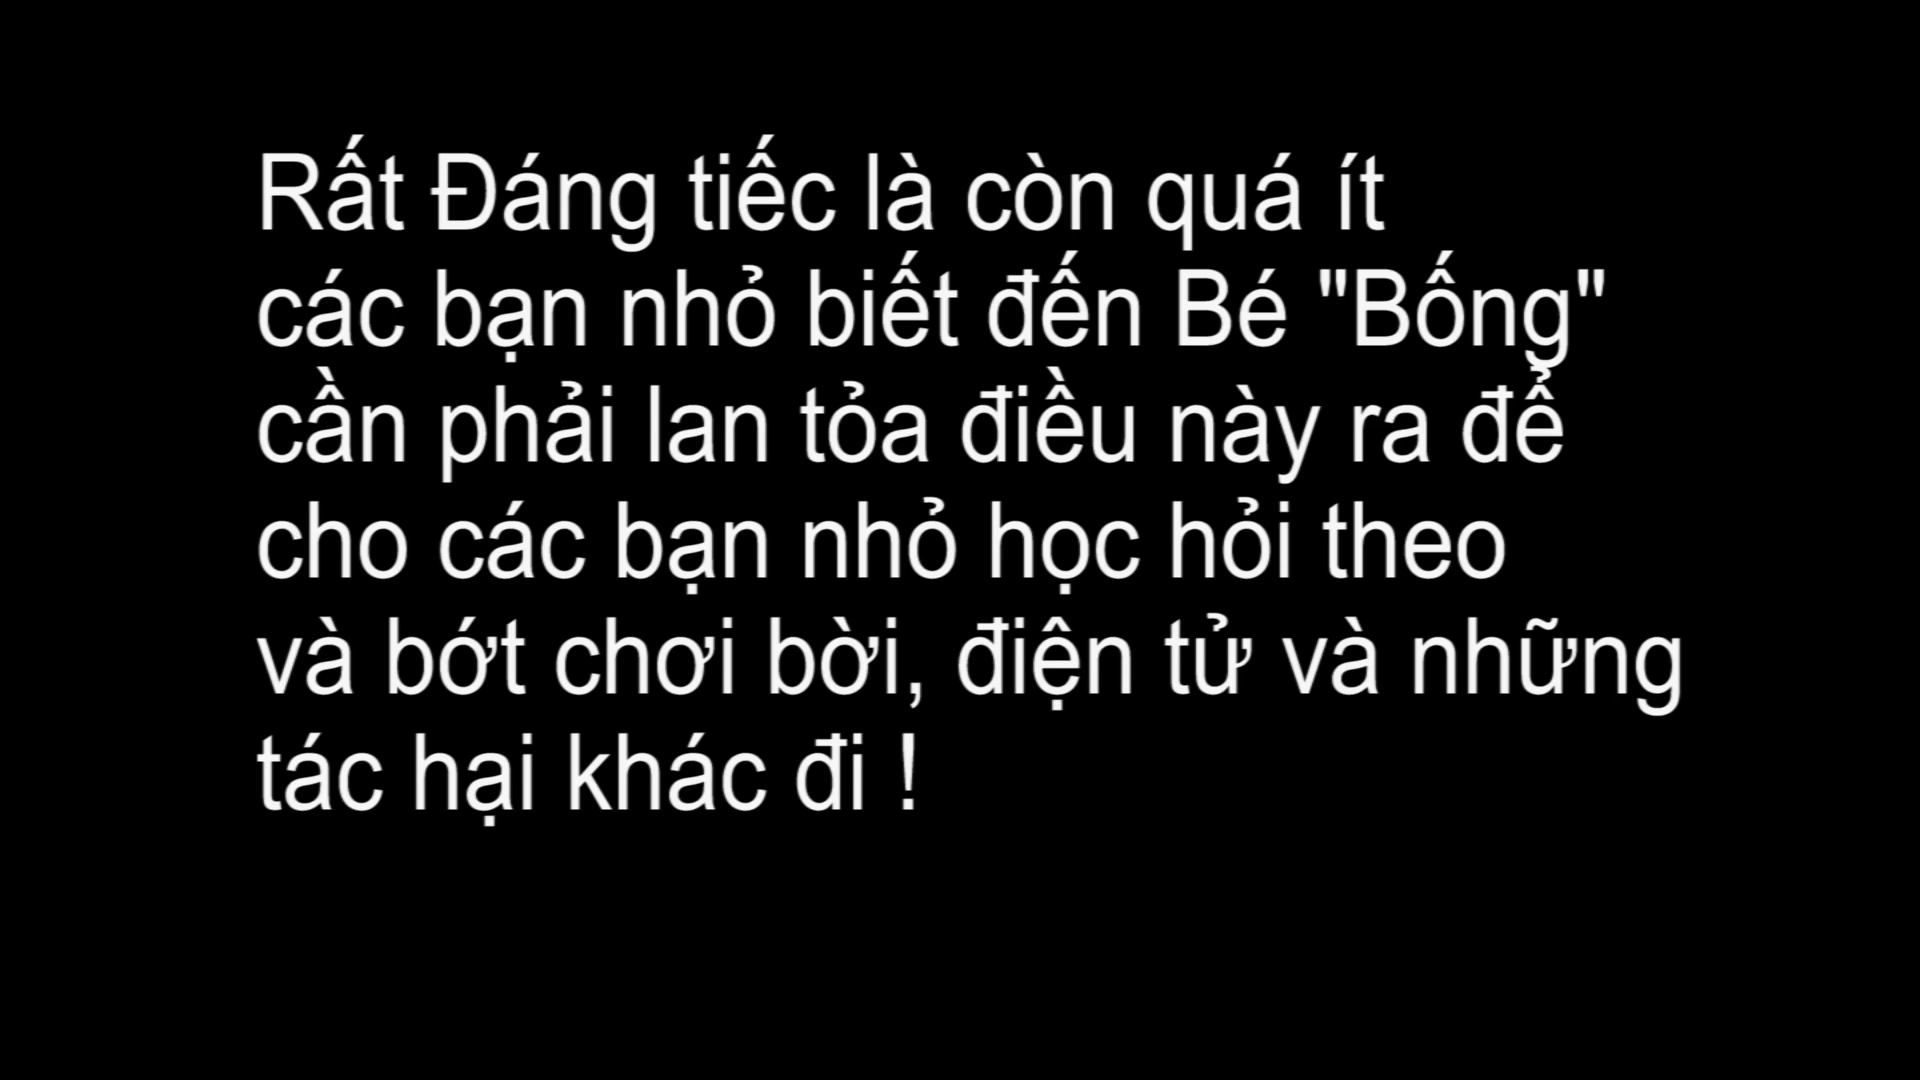 Rất Đáng tiếc là còn quá ít
các bạn nhỏ biết đến Bé "Bống"
cần phải lan tỏa điều này ra để
cho các bạn nhỏ học hỏi theo
và bớt chơi bời, điện tử và những
tác hại khác đi !